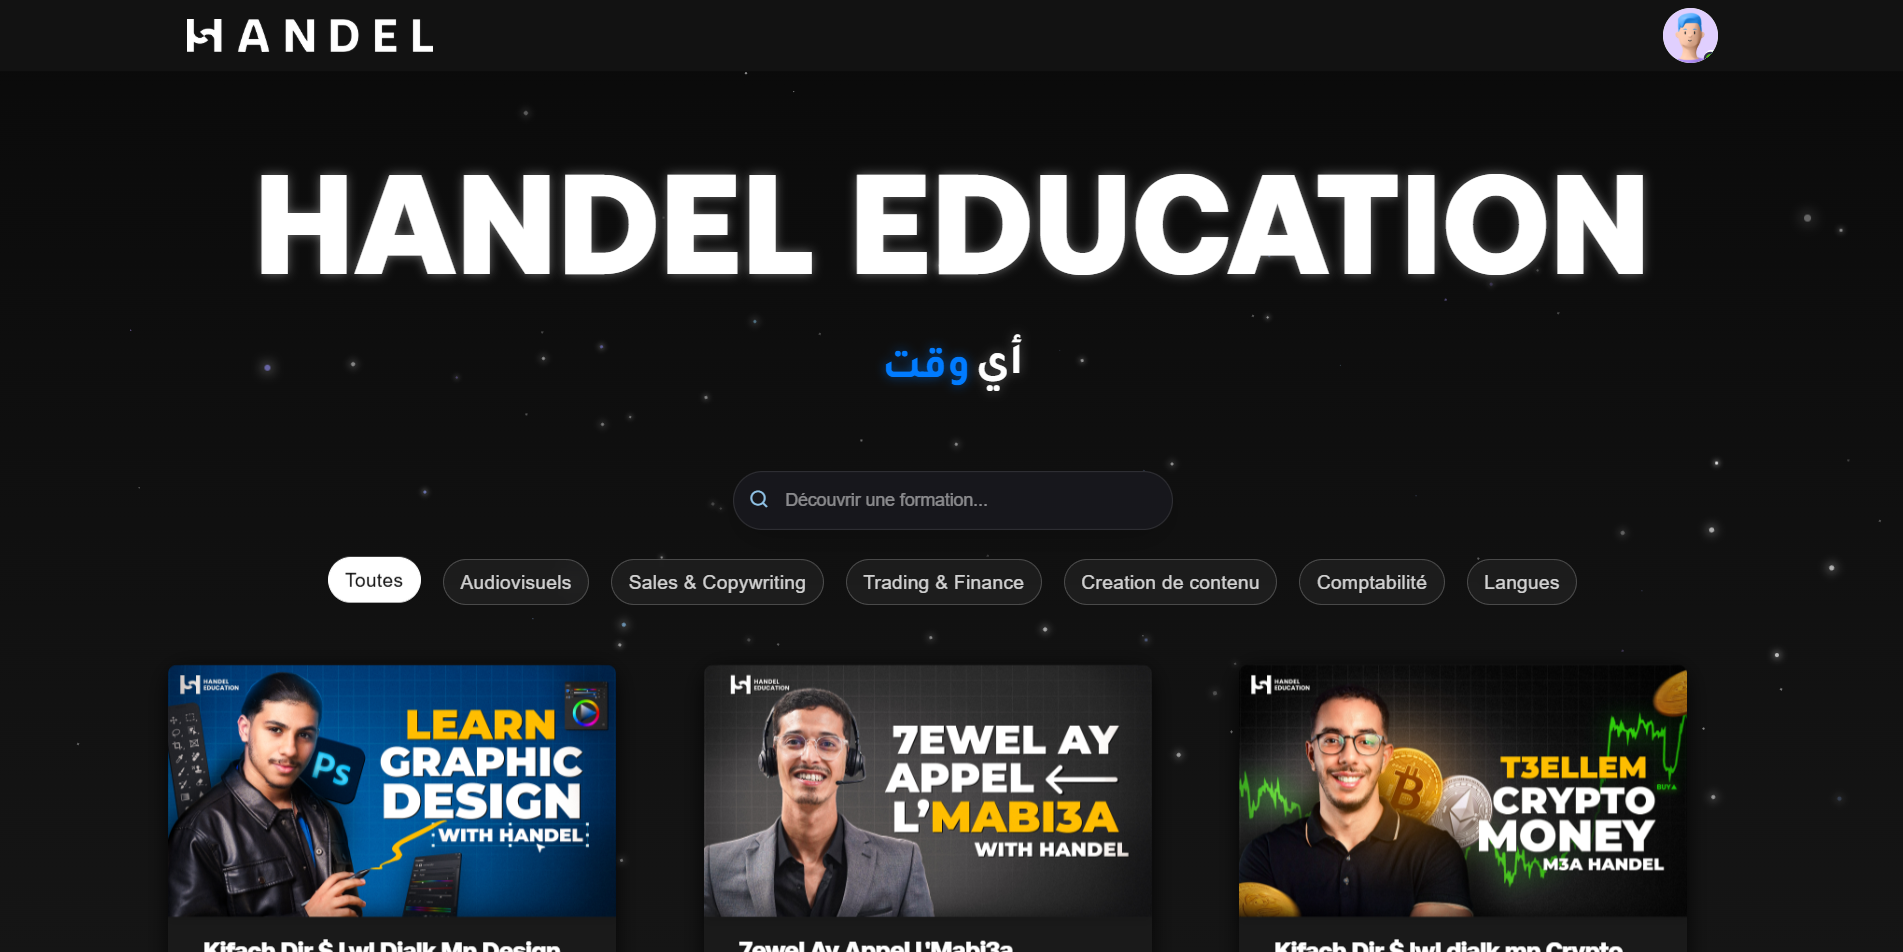 HANDEL
HANDEL EDUCATION
أي وقت
Découvrir une formation...
Toutes
Audiovisuels
Sales & Copywriting
Trading & Finance
Creation de contenu
Comptabilité
Langues
HANDEL
EDUCATION
LEARN
GRAPHIC
DESIGN
WITH HANDEL
Ps
Kifach Dir $ Lwl Dialk Mn Design
HANDEL
EDUCATION
7EWEL AY
APPEL
L'MABI3A
WITH HANDEL
7ewel Ay Appel L'Mabi3a
HANDEL
EDUCATION
T3ELLEM
CRYPTO
MONEY
M3A HANDEL
BUY
Kifach Dir $ lwl dialk mn Crypto